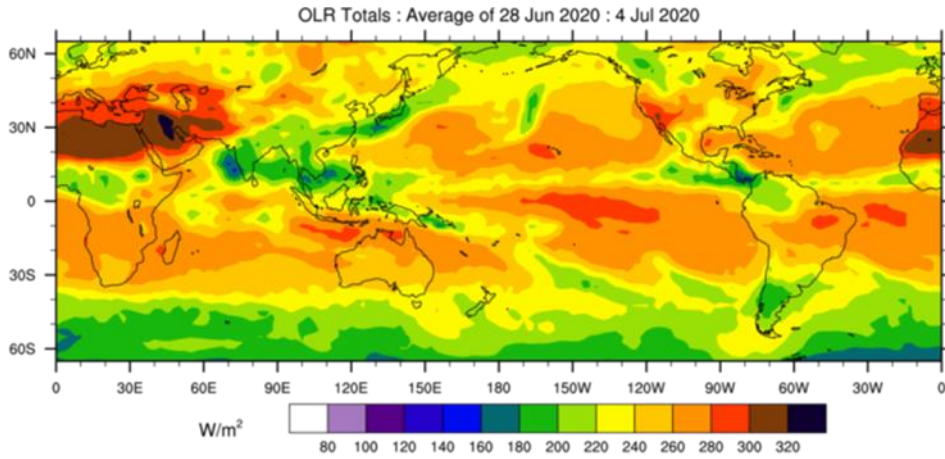 OLR Totals : Average of 28 Jun 2020 : 4 Jul 2020
60N
30N
0
30S
60S
0 30E 60E 90E 120E 150E 180 150W 120W 90W 60W 30W 0
W/m²
80 100 120 140 160 180 200 220 240 260 280 300 320